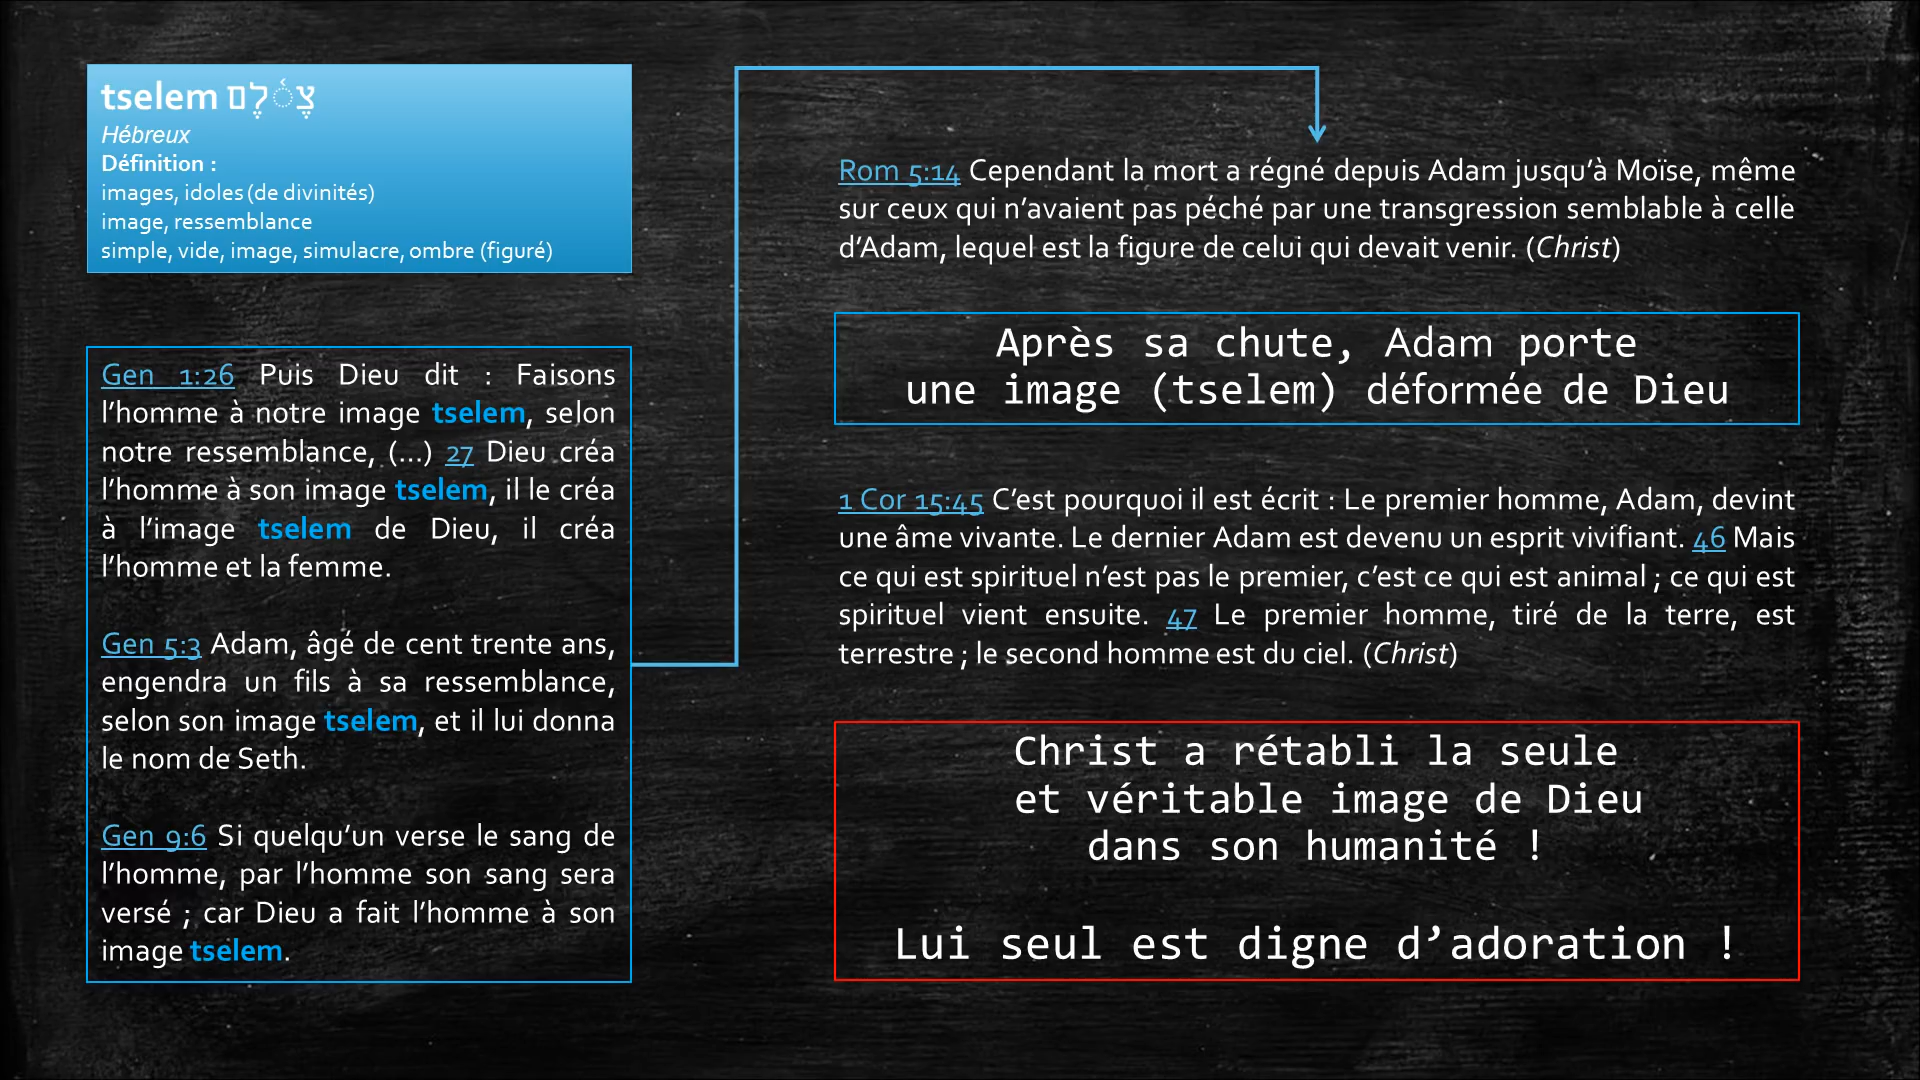 tselem צֶ֫לֶם
Hébreux
Définition :
images, idoles (de divinités)
image, ressemblance
simple, vide, image, simulacre, ombre (figuré)
Gen 1:26 Puis Dieu dit : Faisons
l’homme à notre image tselem, selon
notre ressemblance, (…) 27 Dieu créa
l’homme à son image tselem, il le créa
à l’image tselem de Dieu, il créa
l’homme et la femme.
Gen 5:3 Adam, âgé de cent trente ans,
engendra un fils à sa ressemblance,
selon son image tselem, et il lui donna
le nom de Seth.
Gen 9:6 Si quelqu’un verse le sang de
l’homme, par l’homme son sang sera
versé ; car Dieu a fait l’homme à son
image tselem.
Rom 5:14 Cependant la mort a régné depuis Adam jusqu’à Moïse, même
sur ceux qui n’avaient pas péché par une transgression semblable à celle
d’Adam, lequel est la figure de celui qui devait venir. (Christ)
Après sa chute, Adam porte
une image (tselem) déformée de Dieu
1 Cor 15:45 C’est pourquoi il est écrit : Le premier homme, Adam, devint
une âme vivante. Le dernier Adam est devenu un esprit vivifiant. 46 Mais
ce qui est spirituel n’est pas le premier, c’est ce qui est animal ; ce qui est
spirituel vient ensuite. 47 Le premier homme, tiré de la terre, est
terrestre ; le second homme est du ciel. (Christ)
Christ a rétabli la seule
et véritable image de Dieu
dans son humanité !
Lui seul est digne d’adoration !